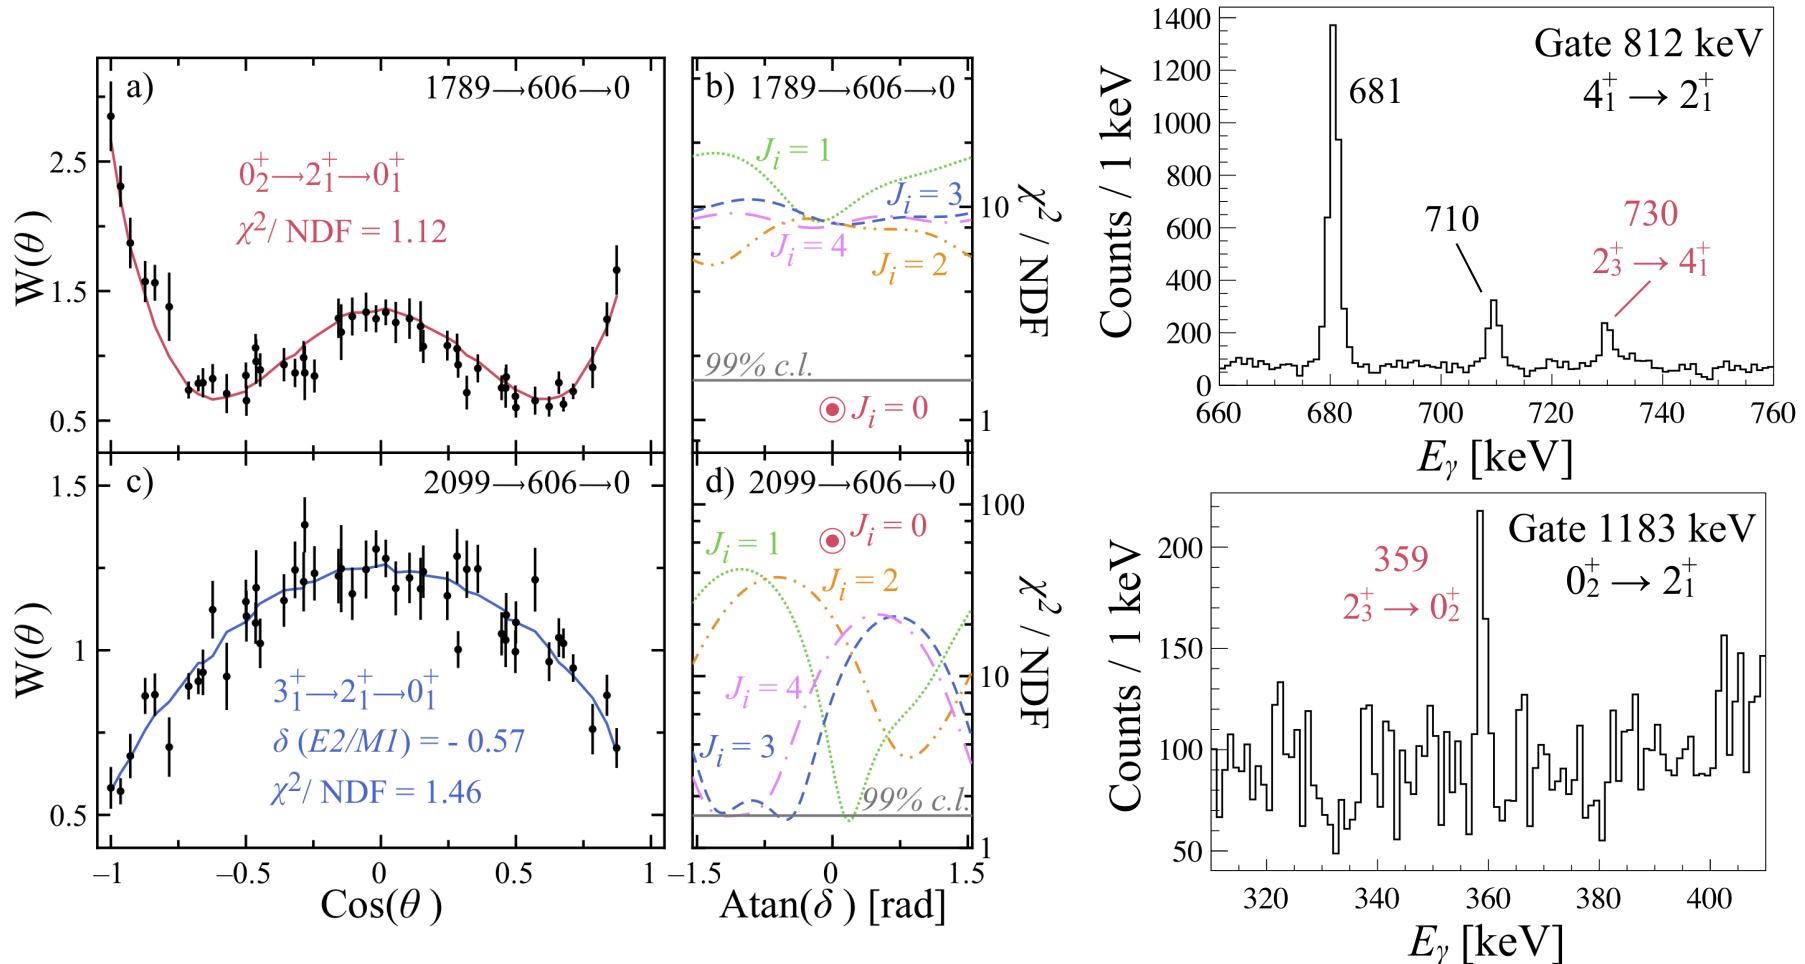 a)
1789→606→0
0₂⁺→2₁⁺→0₁⁺
χ²/ NDF = 1.12
W(θ)
2.5
1.5
0.5
b)
1789→606→0
J_i = 1
J_i = 3
J_i = 4
J_i = 2
99% c.l.
J_i = 0
10
1
χ² / NDF
c)
2099→606→0
3₁⁺→2₁⁺→0₁⁺
δ (E2/M1) = - 0.57
χ²/ NDF = 1.46
W(θ)
1.5
1
0.5
−1
−0.5
0
0.5
1
Cos(θ )
d)
2099→606→0
J_i = 0
J_i = 1
J_i = 2
J_i = 4
J_i = 3
99% c.l.
100
10
1
χ² / NDF
−1.5
0
1.5
Atan(δ ) [rad]
1400
1200
1000
800
600
400
200
0
Counts / 1 keV
Gate 812 keV
4₁⁺ → 2₁⁺
681
710
730
2₃⁺ → 4₁⁺
660
680
700
720
740
760
E_γ [keV]
200
150
100
50
Counts / 1 keV
Gate 1183 keV
0₂⁺ → 2₁⁺
359
2₃⁺ → 0₂⁺
320
340
360
380
400
E_γ [keV]